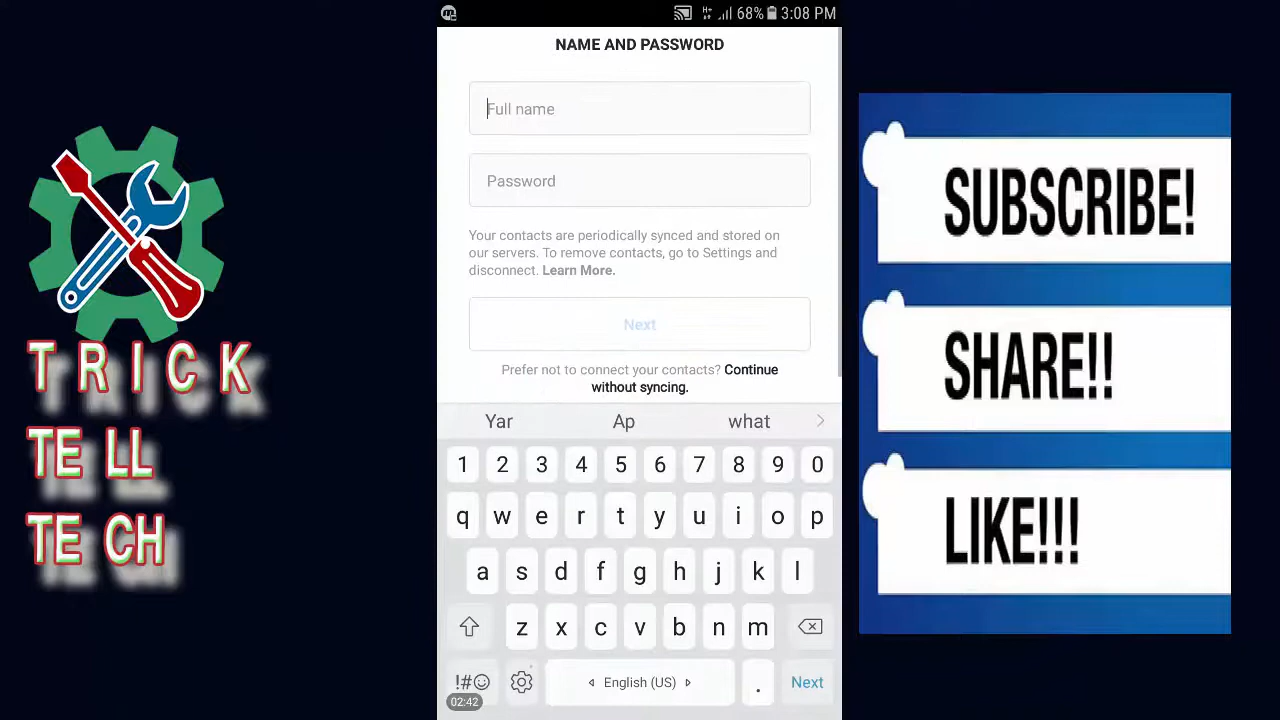 68% 3:08 PM
NAME AND PASSWORD
Full name
Password
Your contacts are periodically synced and stored on
our servers. To remove contacts, go to Settings and
disconnect. Learn More.
Next
Prefer not to connect your contacts? Continue
without syncing.
Yar Ap what
1 2 3 4 5 6 7 8 9 0
q w e r t y u i o p
a s d f g h j k l
z x c v b n m
!#☺ English (US) . Next
02:42
TRICK
TELL
TECH
SUBSCRIBE!
SHARE!!
LIKE!!!